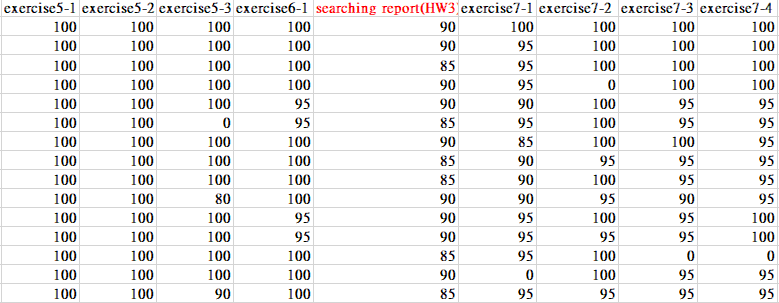 exercise5-1 exercise5-2 exercise5-3 exercise6-1 searching report(HW3) exercise7-1 exercise7-2 exercise7-3 exercise7-4
100 100 100 100 90 100 100 100 100
100 100 100 100 90 95 100 100 100
100 100 100 100 85 95 100 100 100
100 100 100 100 90 95 0 100 100
100 100 100 95 90 90 100 95 95
100 100 0 95 85 95 100 95 95
100 100 100 100 90 85 100 100 95
100 100 100 100 85 90 95 95 95
100 100 100 100 85 90 100 95 95
100 100 80 100 90 90 95 90 95
100 100 100 95 90 95 100 95 100
100 100 100 95 90 95 95 95 100
100 100 100 100 85 95 100 0 0
100 100 100 100 90 0 100 95 95
100 100 90 100 85 95 95 95 95